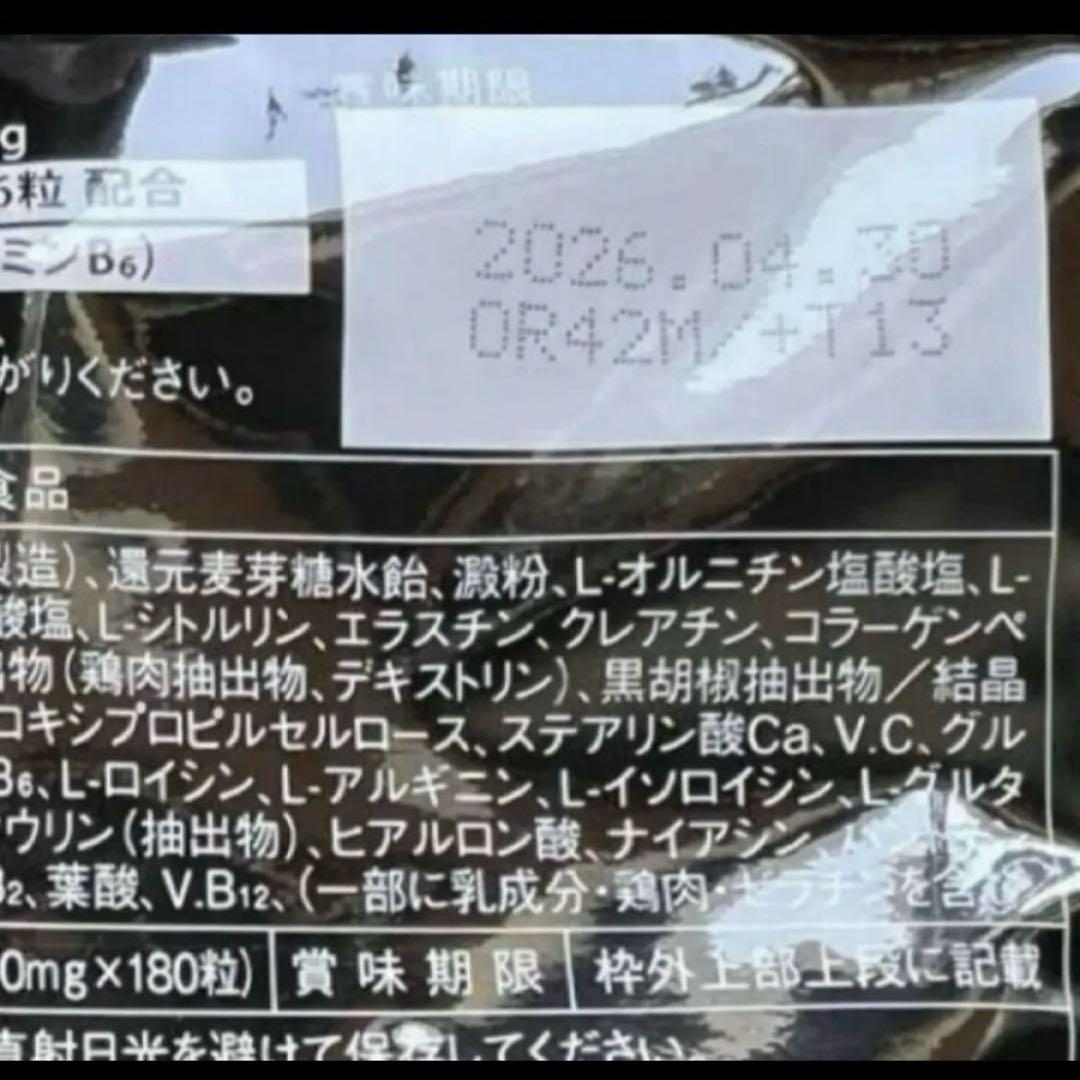 賞味期限
g
6粒 配合
ミンB6)
2026.04.30
OR42M/+T13
がりください。
食品
製造)、還元麦芽糖水飴、澱粉、L-オルニチン塩酸塩、L-
酸塩、L-シトルリン、エラスチン、クレアチン、コラーゲンペ
出物(鶏肉抽出物、デキストリン)、黒胡椒抽出物/結晶
ロキシプロピルセルロース、ステアリン酸Ca、V.C、グル
B6、L-ロイシン、L-アルギニン、L-イソロイシン、L-グルタ
ウリン(抽出物)、ヒアルロン酸、ナイアシン、
B2、葉酸、V.B12、(一部に乳成分・鶏肉・ゼラチンを含む)
0mg×180粒) 賞味期限 枠外上部上段に記載
直射日光を避けて保存してください。